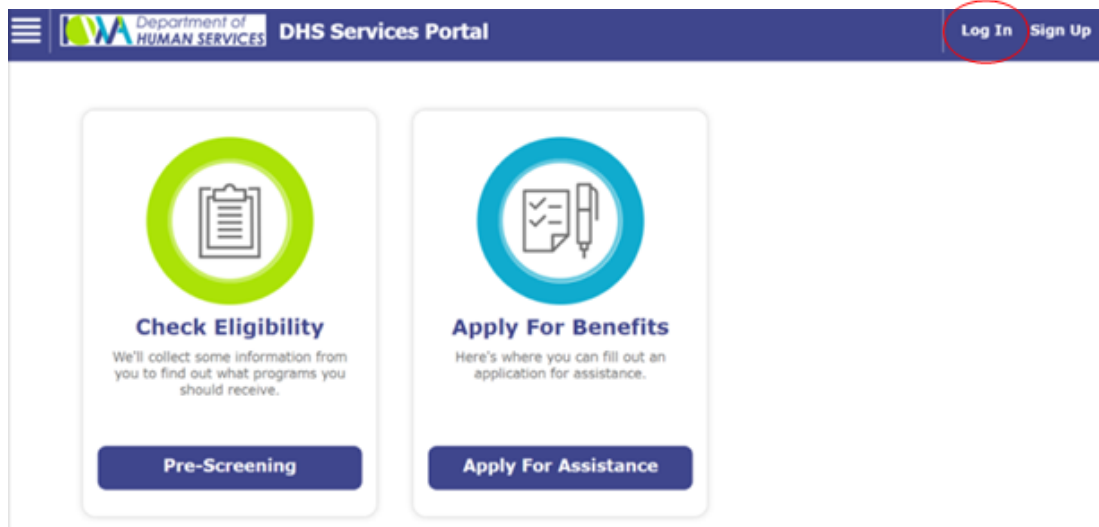 IOWA Department of
HUMAN SERVICES
DHS Services Portal
Log In
Sign Up
Check Eligibility
We'll collect some information from
you to find out what programs you
should receive.
Pre-Screening
Apply For Benefits
Here's where you can fill out an
application for assistance.
Apply For Assistance